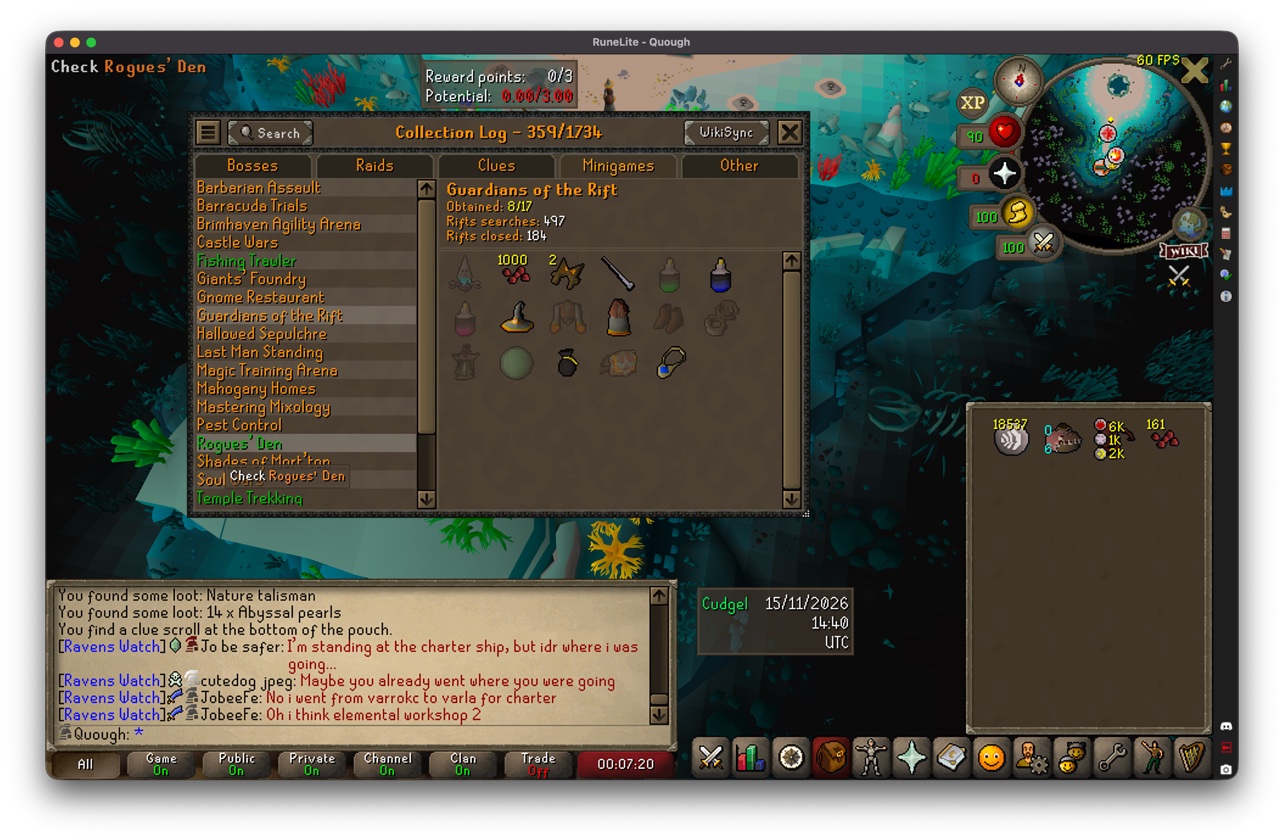 RuneLite - Quough
Check Rogues' Den
Reward points: 0/3
Potential: 0.00/3.00
60 FPS
N
XP
90
0
100
100
WIKI
Search
Collection Log - 359/1734
WikiSync
Bosses
Raids
Clues
Minigames
Other
Barbarian Assault
Barracuda Trials
Brimhaven Agility Arena
Castle Wars
Fishing Trawler
Giants' Foundry
Gnome Restaurant
Guardians of the Rift
Hallowed Sepulchre
Last Man Standing
Magic Training Arena
Mahogany Homes
Mastering Mixology
Pest Control
Rogues' Den
Shades of Mort'ton
Soul
Check Rogues' Den
Temple Trekking
Guardians of the Rift
Obtained: 8/17
Rifts searches: 497
Rifts closed: 184
1000
2
18537
0
6
6K
1K
2K
161
You found some loot: Nature talisman
You found some loot: 14 x Abyssal pearls
You find a clue scroll at the bottom of the pouch.
[Ravens Watch] Jo be safer: I'm standing at the charter ship, but idr where i was
going...
[Ravens Watch] cutedog jpeg: Maybe you already went where you were going
[Ravens Watch] JobeeFe: No i went from varrokc to varla for charter
[Ravens Watch] JobeeFe: Oh i think elemental workshop 2
Quough: *
Cudgel 15/11/2026
14:40
UTC
All
Game
On
Public
On
Private
On
Channel
On
Clan
On
Trade
Off
00:07:20